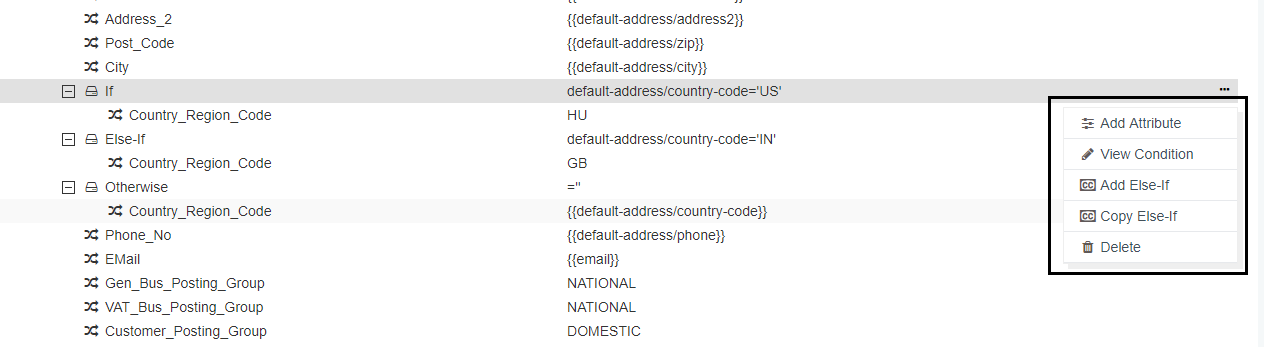 Address_2 {{default-address/address2}}
Post_Code {{default-address/zip}}
City {{default-address/city}}
If default-address/country-code='US'
Country_Region_Code HU
Add Attribute
Else-If default-address/country-code='IN'
View Condition
Country_Region_Code GB
Otherwise =''
Add Else-If
Country_Region_Code {{default-address/country-code}}
Copy Else-If
Phone_No {{default-address/phone}}
Delete
EMail {{email}}
Gen_Bus_Posting_Group NATIONAL
VAT_Bus_Posting_Group NATIONAL
Customer_Posting_Group DOMESTIC